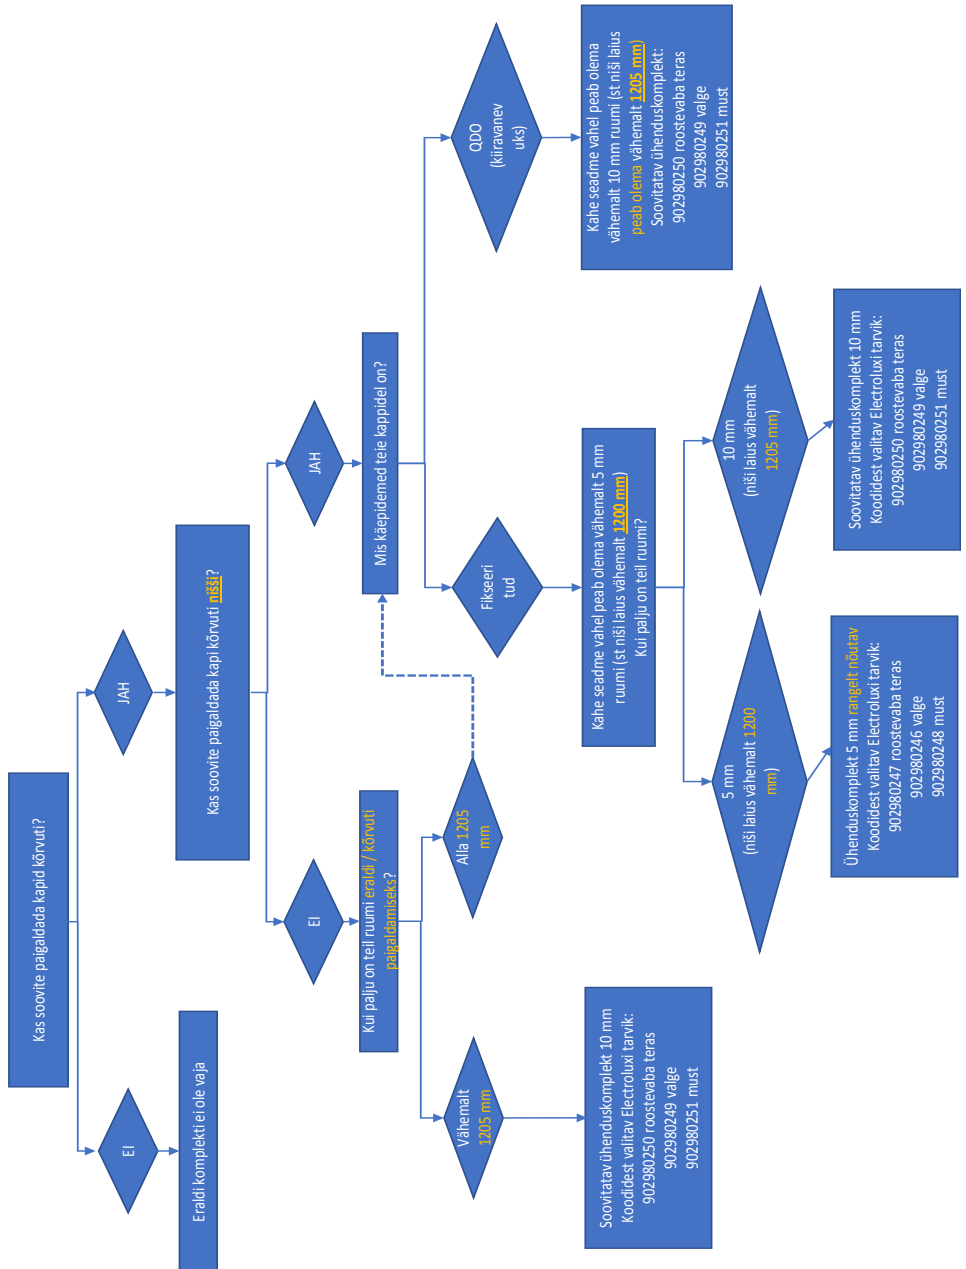 Kas soovite paigaldada kapid kõrvuti?
EI
JAH
Eraldi komplekti ei ole vaja
Kas soovite paigaldada kapi kõrvuti nišši?
EI
JAH
Kui palju on teil ruumi eraldi / kõrvuti
paigaldamiseks?
Mis käepidemed teie kappidel on?
Vähemalt
1205 mm
Alla 1205
mm
Fikseeri
tud
QDO
(kiiravanev
uks)
Soovitatav ühenduskomplekt 10 mm
Koodidest valitav Electroluxi tarvik:
902980250 roostevaba teras
902980249 valge
902980251 must
Kahe seadme vahel peab olema vähemalt 5 mm
ruumi (st niši laius vähemalt 1200 mm)
Kui palju on teil ruumi?
Kahe seadme vahel peab olema
vähemalt 10 mm ruumi (st niši laius
peab olema vähemalt 1205 mm)
Soovitatav ühenduskomplekt:
902980250 roostevaba teras
902980249 valge
902980251 must
5 mm
(niši laius vähemalt 1200
mm)
10 mm
(niši laius vähemalt
1205 mm)
Ühenduskomplekt 5 mm rangelt nõutav
Koodidest valitav Electroluxi tarvik:
902980247 roostevaba teras
902980246 valge
902980248 must
Soovitatav ühenduskomplekt 10 mm
Koodidest valitav Electroluxi tarvik:
902980250 roostevaba teras
902980249 valge
902980251 must